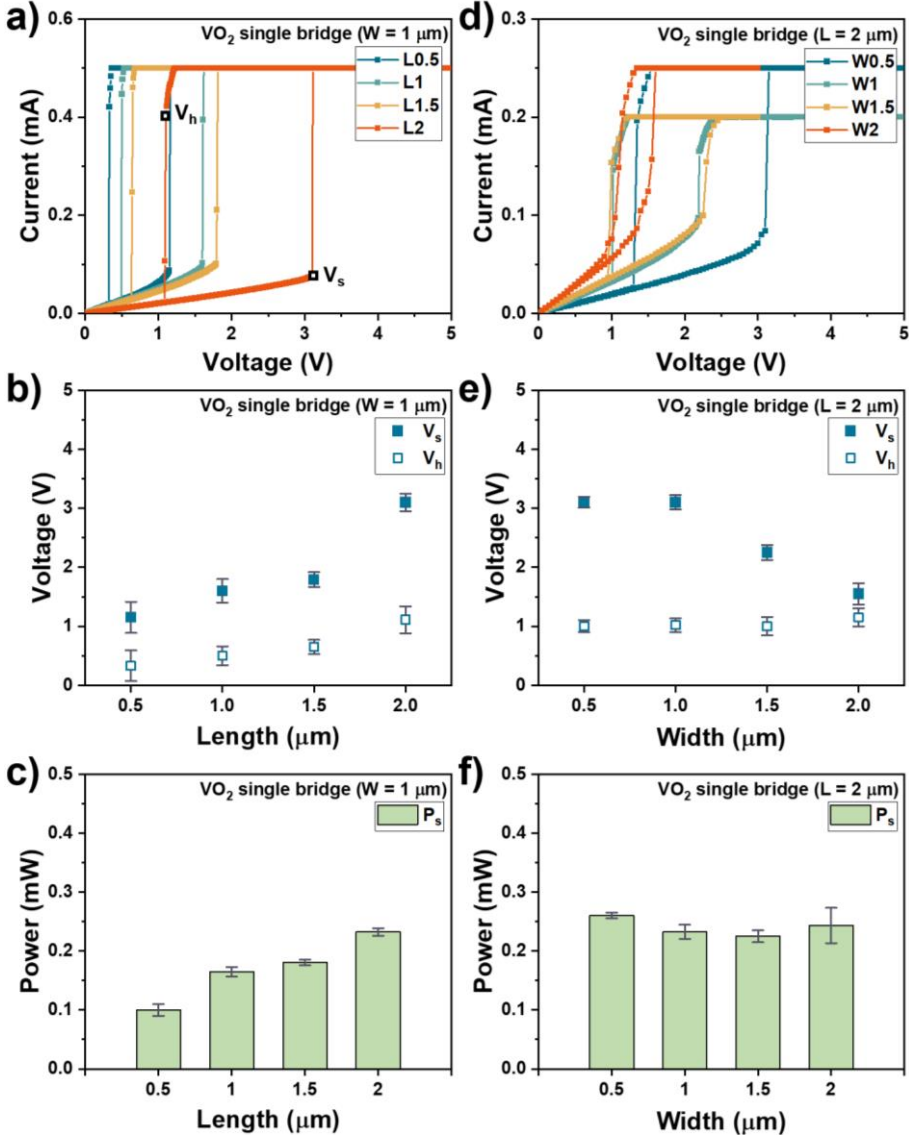 a)
VO2 single bridge (W = 1 μm)
L0.5
L1
L1.5
L2
Vh
Vs
Current (mA)
0.6
0.4
0.2
0.0
0 1 2 3 4 5
Voltage (V)
d)
VO2 single bridge (L = 2 μm)
W0.5
W1
W1.5
W2
Current (mA)
0.3
0.2
0.1
0.0
0 1 2 3 4 5
Voltage (V)
b)
VO2 single bridge (W = 1 μm)
Vs
Vh
Voltage (V)
5
4
3
2
1
0
0.5 1.0 1.5 2.0
Length (μm)
e)
VO2 single bridge (L = 2 μm)
Vs
Vh
Voltage (V)
5
4
3
2
1
0
0.5 1.0 1.5 2.0
Width (μm)
c)
VO2 single bridge (W = 1 μm)
Ps
Power (mW)
0.5
0.4
0.3
0.2
0.1
0.0
0.5 1 1.5 2
Length (μm)
f)
VO2 single bridge (L = 2 μm)
Ps
Power (mW)
0.5
0.4
0.3
0.2
0.1
0.0
0.5 1 1.5 2
Width (μm)